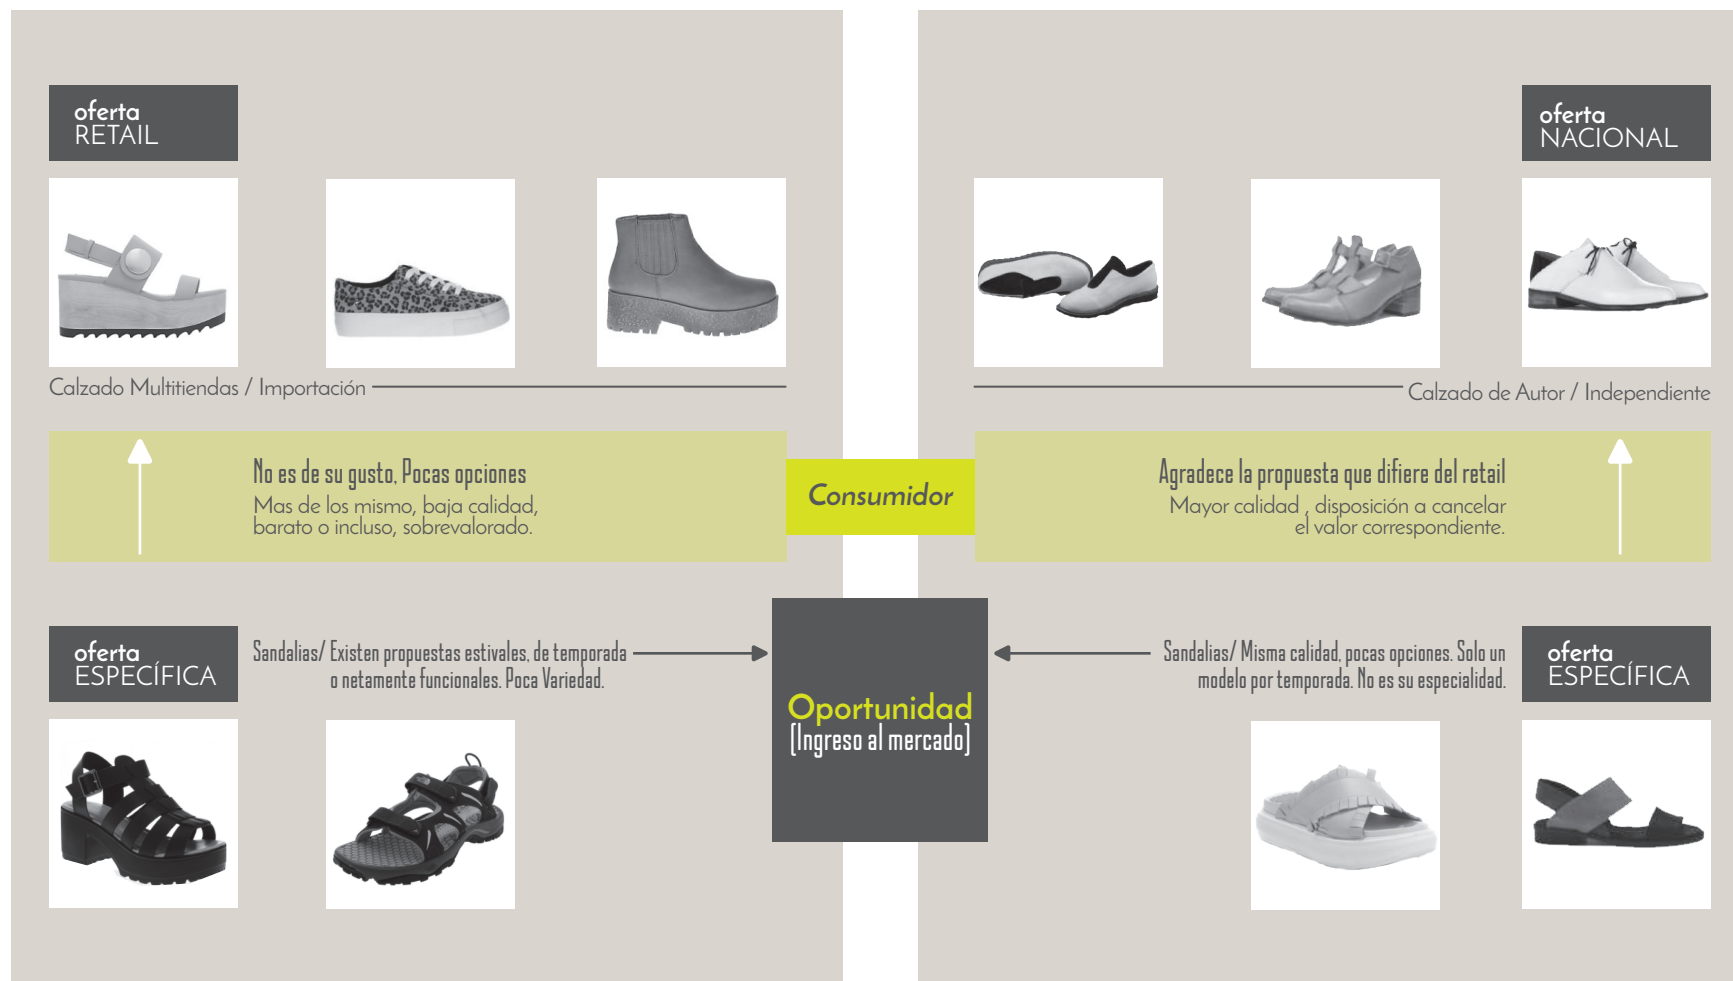 oferta
RETAIL
Calzado Multitiendas / Importación
No es de su gusto, Pocas opciones
Mas de los mismo, baja calidad,
barato o incluso, sobrevalorado.
oferta
NACIONAL
Calzado de Autor / Independiente
Consumidor
Agradece la propuesta que difiere del retail
Mayor calidad , disposición a cancelar
el valor correspondiente.
oferta
ESPECÍFICA
Sandalias/ Existen propuestas estivales, de temporada
o netamente funcionales. Poca Variedad.
Oportunidad
[Ingreso al mercado]
Sandalias/ Misma calidad, pocas opciones. Solo un
modelo por temporada. No es su especialidad.
oferta
ESPECÍFICA